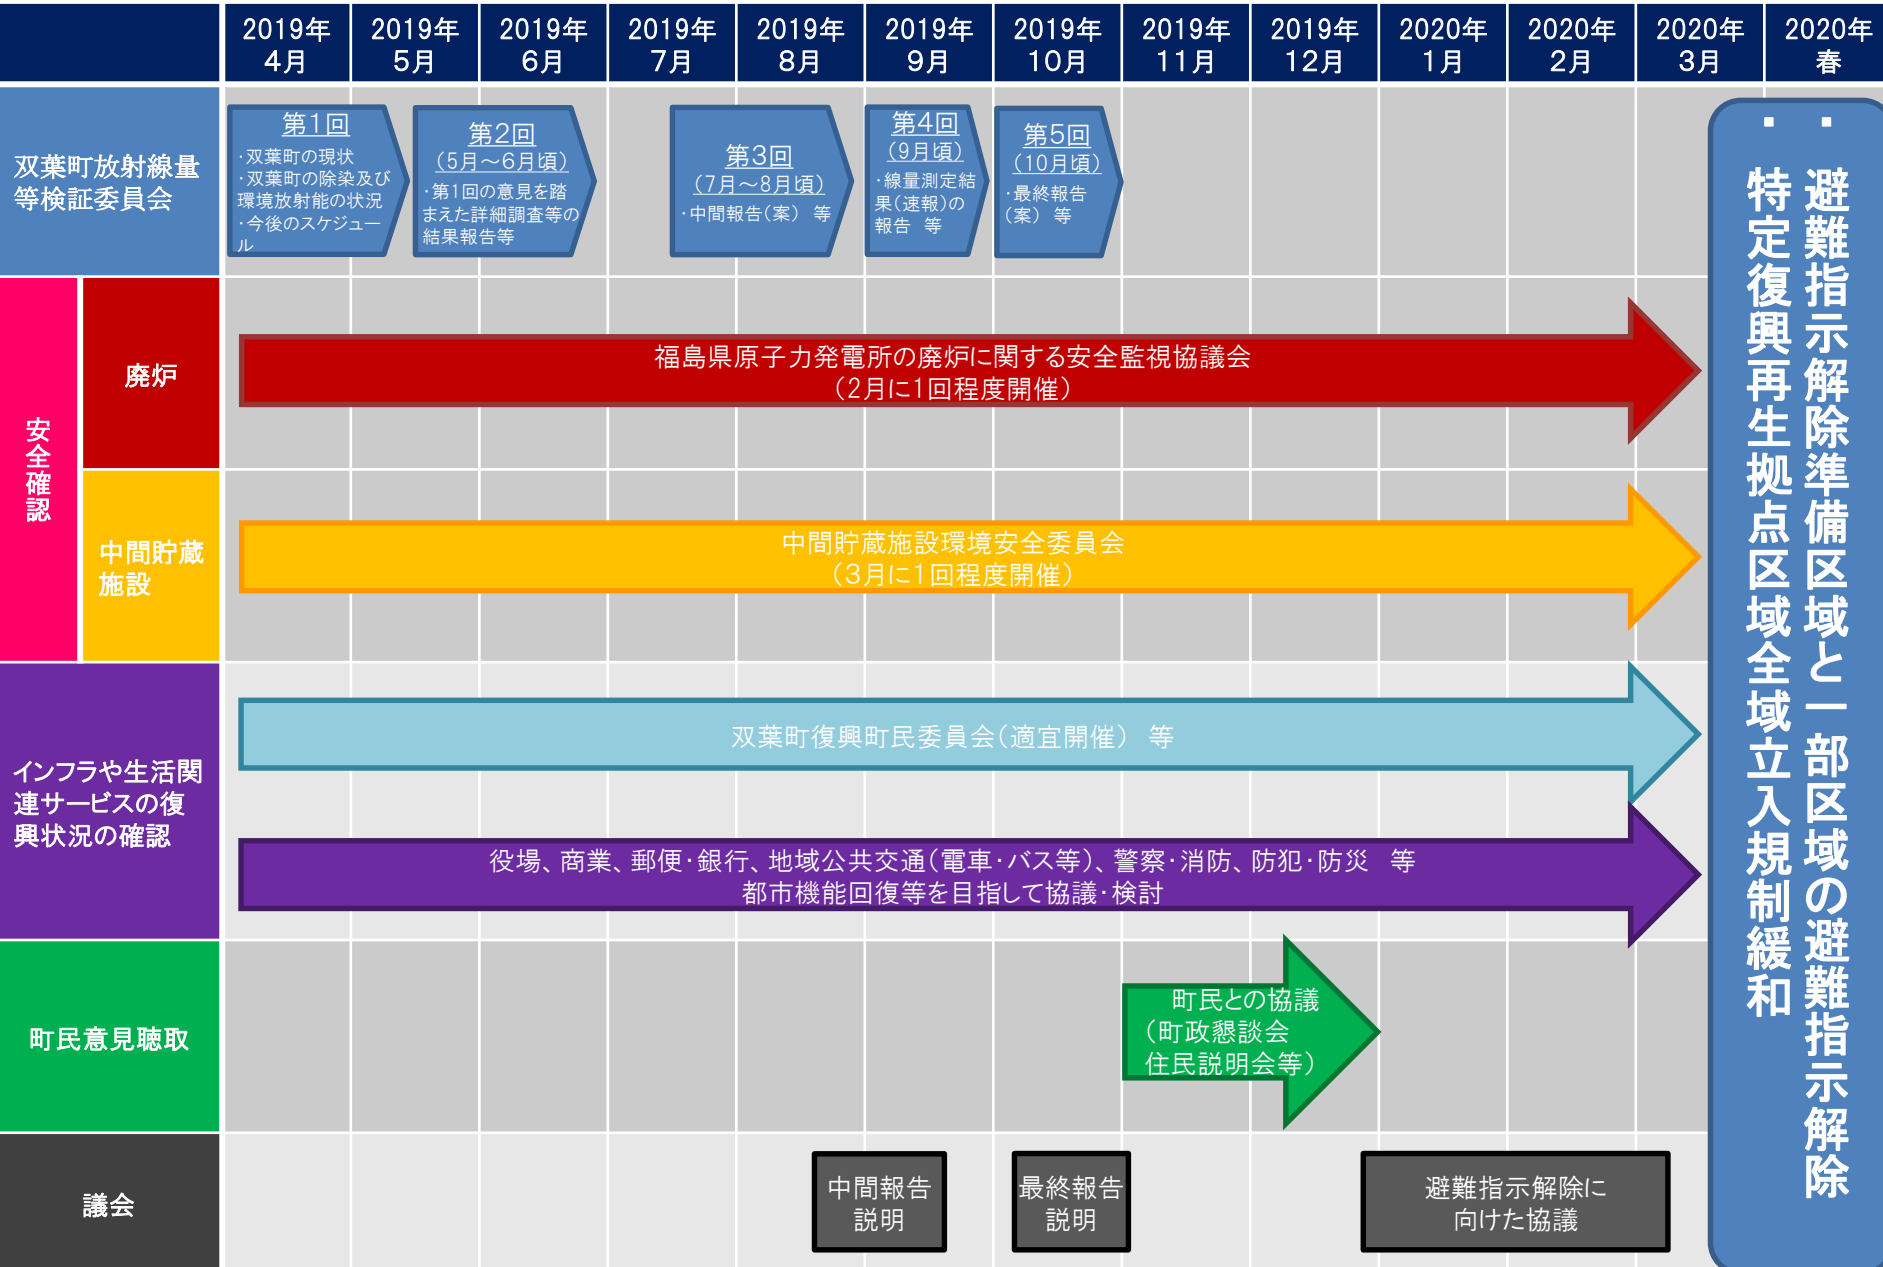 2019年
4月
2019年
5月
2019年
6月
2019年
7月
2019年
8月
2019年
9月
2019年
10月
2019年
11月
2019年
12月
2020年
1月
2020年
2月
2020年
3月
2020年
春
双葉町放射線量
等検証委員会
第1回
・双葉町の現状
・双葉町の除染及び
環境放射能の状況
・今後のスケジュー
ル
第2回
(5月～6月頃)
・第1回の意見を踏
まえた詳細調査等の
結果報告等
第3回
(7月～8月頃)
・中間報告(案) 等
第4回
(9月頃)
・線量測定結
果(速報)の
報告 等
第5回
(10月頃)
・最終報告
(案) 等
安全確認
廃炉
福島県原子力発電所の廃炉に関する安全監視協議会
(2月に1回程度開催)
中間貯蔵
施設
中間貯蔵施設環境安全委員会
(3月に1回程度開催)
インフラや生活関
連サービスの復
興状況の確認
双葉町復興町民委員会(適宜開催) 等
役場、商業、郵便・銀行、地域公共交通(電車・バス等)、警察・消防、防犯・防災 等
都市機能回復等を目指して協議・検討
町民意見聴取
町民との協議
(町政懇談会
住民説明会等)
議会
中間報告
説明
最終報告
説明
避難指示解除に
向けた協議
・避難指示解除準備区域と一部区域の避難指示解除
・特定復興再生拠点区域全域立入規制緩和